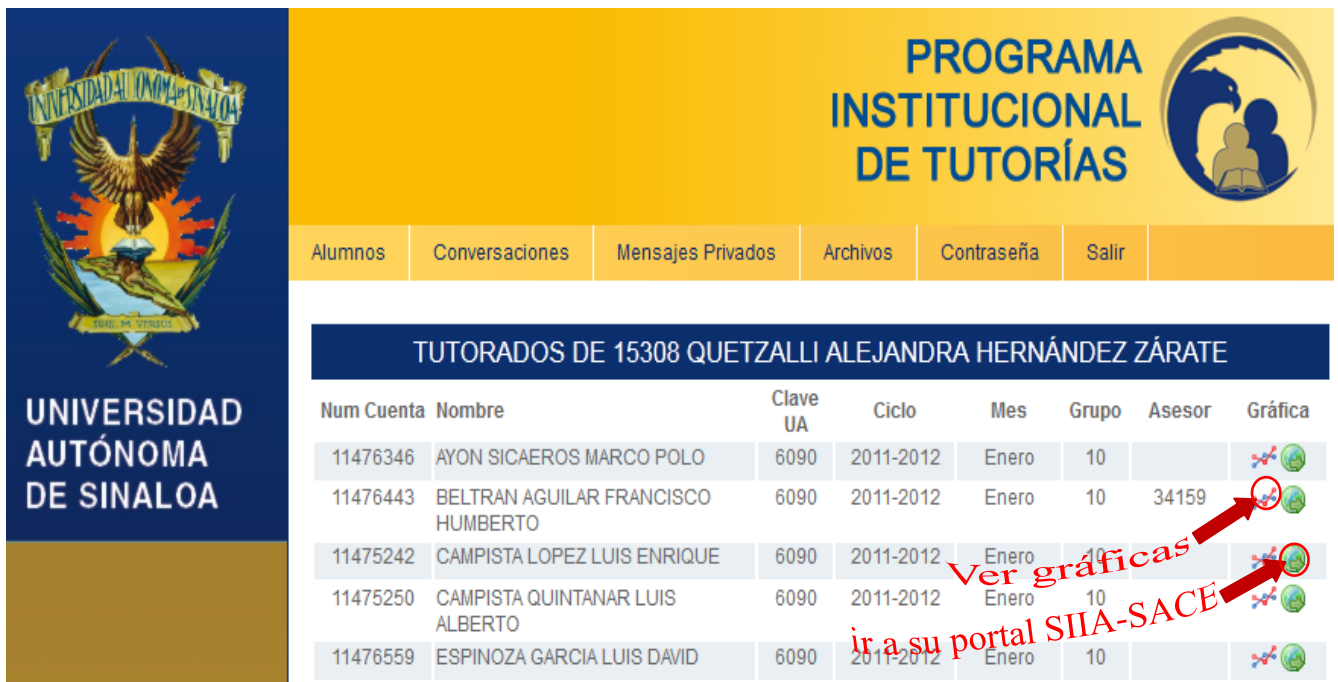 UNIVERSIDAD AUTONOMA DE SINALOA
UNIVERSIDAD
AUTÓNOMA
DE SINALOA
PROGRAMA
INSTITUCIONAL
DE TUTORÍAS
Alumnos Conversaciones Mensajes Privados Archivos Contraseña Salir
TUTORADOS DE 15308 QUETZALLI ALEJANDRA HERNÁNDEZ ZÁRATE
Num Cuenta Nombre Clave UA Ciclo Mes Grupo Asesor Gráfica
11476346 AYON SICAEROS MARCO POLO 6090 2011-2012 Enero 10
11476443 BELTRAN AGUILAR FRANCISCO 6090 2011-2012 Enero 10 34159
HUMBERTO
11475242 CAMPISTA LOPEZ LUIS ENRIQUE 6090 2011-2012 Enero 10
11475250 CAMPISTA QUINTANAR LUIS 6090 2011-2012 Enero 10
ALBERTO
11476559 ESPINOZA GARCIA LUIS DAVID 6090 2011-2012 Enero 10
Ver gráficas
ir a su portal SIIA-SACE